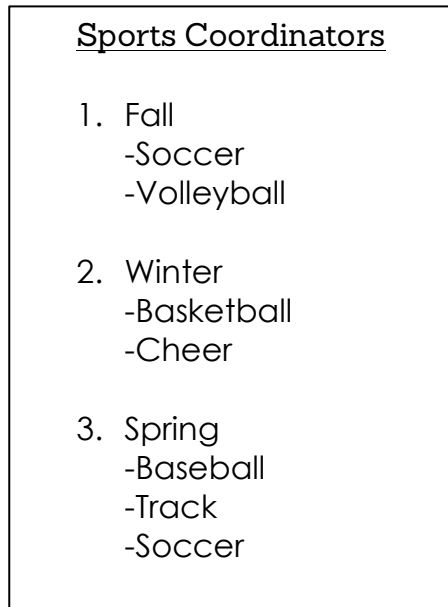 Sports Coordinators
1. Fall
-Soccer
-Volleyball
2. Winter
-Basketball
-Cheer
3. Spring
-Baseball
-Track
-Soccer